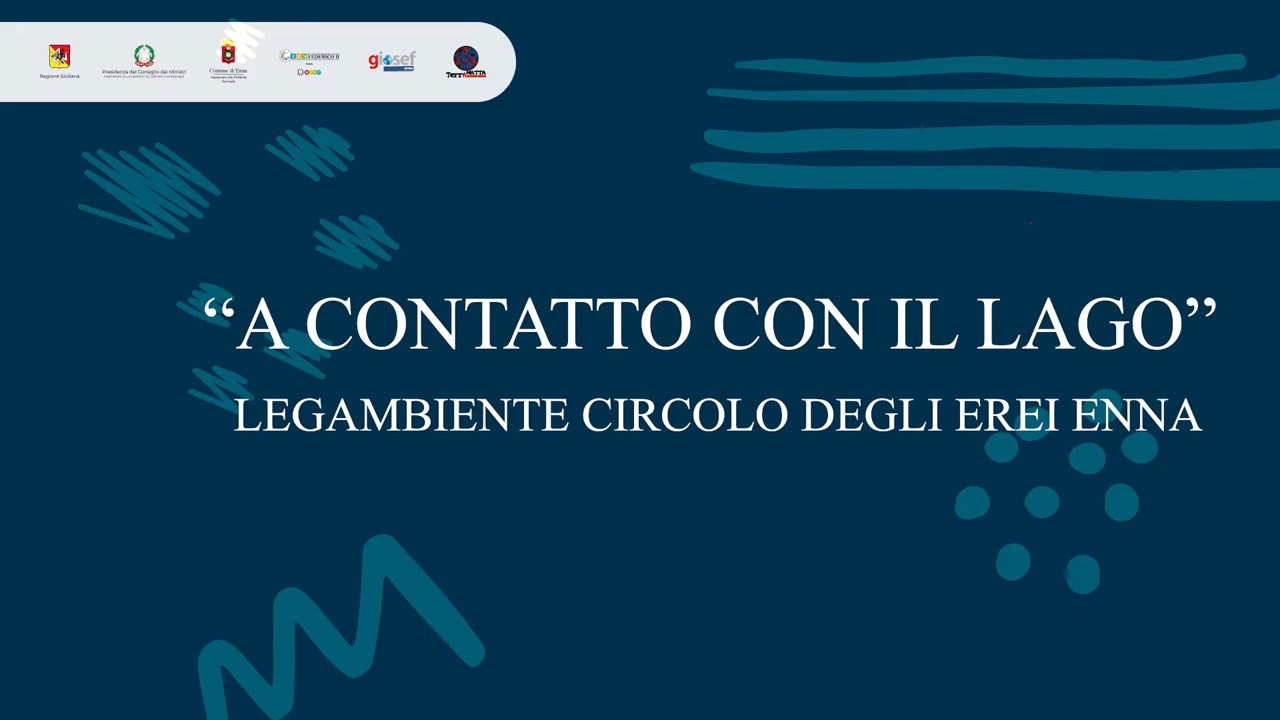 Regione Siciliana
Presidenza del Consiglio dei Ministri
Comune di Enna
FEDERICO II
giosef
“A CONTATTO CON IL LAGO”
LEGAMBIENTE CIRCOLO DEGLI EREI ENNA